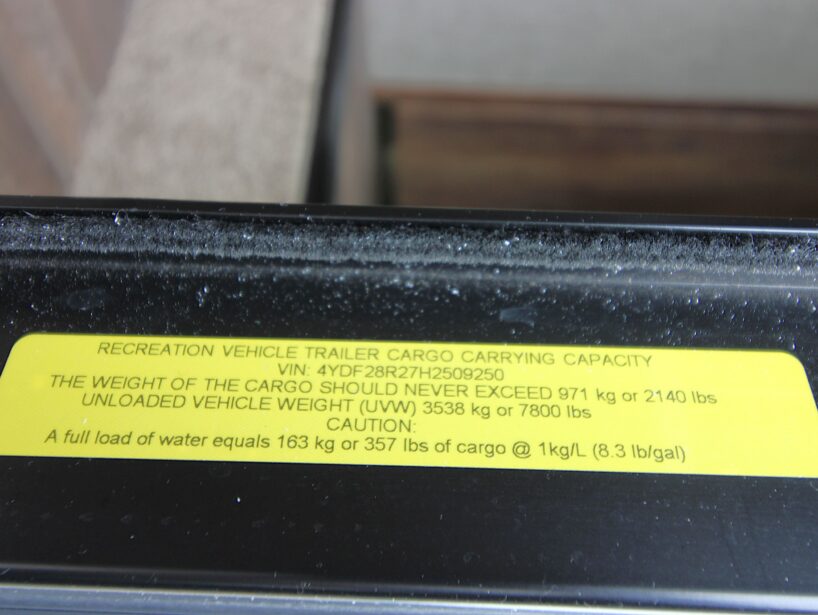 RECREATION VEHICLE TRAILER CARGO CARRYING CAPACITY
VIN: 4YDF28R27H2509250
THE WEIGHT OF THE CARGO SHOULD NEVER EXCEED 971 kg or 2140 lbs
UNLOADED VEHICLE WEIGHT (UVW) 3538 kg or 7800 lbs
CAUTION:
A full load of water equals 163 kg or 357 lbs of cargo @ 1kg/L (8.3 lb/gal)